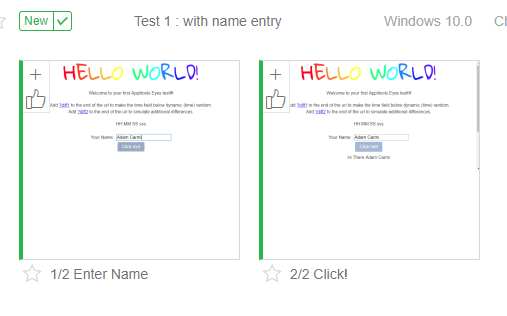 New
Test 1 : with name entry
Windows 10.0
Ch
HELLO WORLD!
Welcome to your first Applitools Eyes test!#
Add ?diff1 to the end of the url to make the time field below dynamic (time) random.
Add ?diff2 to the end of the url to simulate additional differences.
HH:MM:SS.sss
Your Name : Adam Carmi
Click me!
1/2 Enter Name
HELLO WORLD!
Welcome to your first Applitools Eyes test!#
Add ?diff1 to the end of the url to make the time field below dynamic (time) random.
Add ?diff2 to the end of the url to simulate additional differences.
HH:MM:SS.sss
Your Name : Adam Carmi
Click me!
There Adam Carmi
2/2 Click!